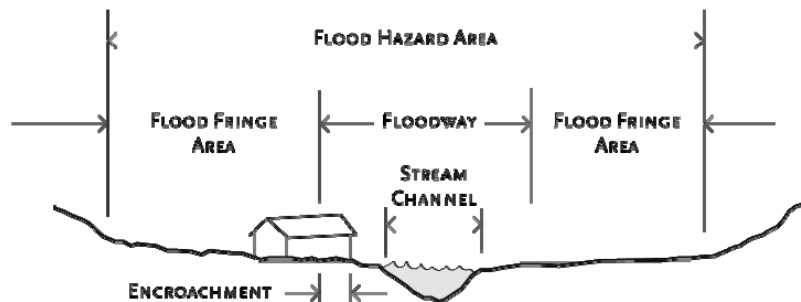 FLOOD HAZARD AREA
FLOOD FRINGE AREA
FLOODWAY
FLOOD FRINGE AREA
STREAM CHANNEL
ENCROACHMENT